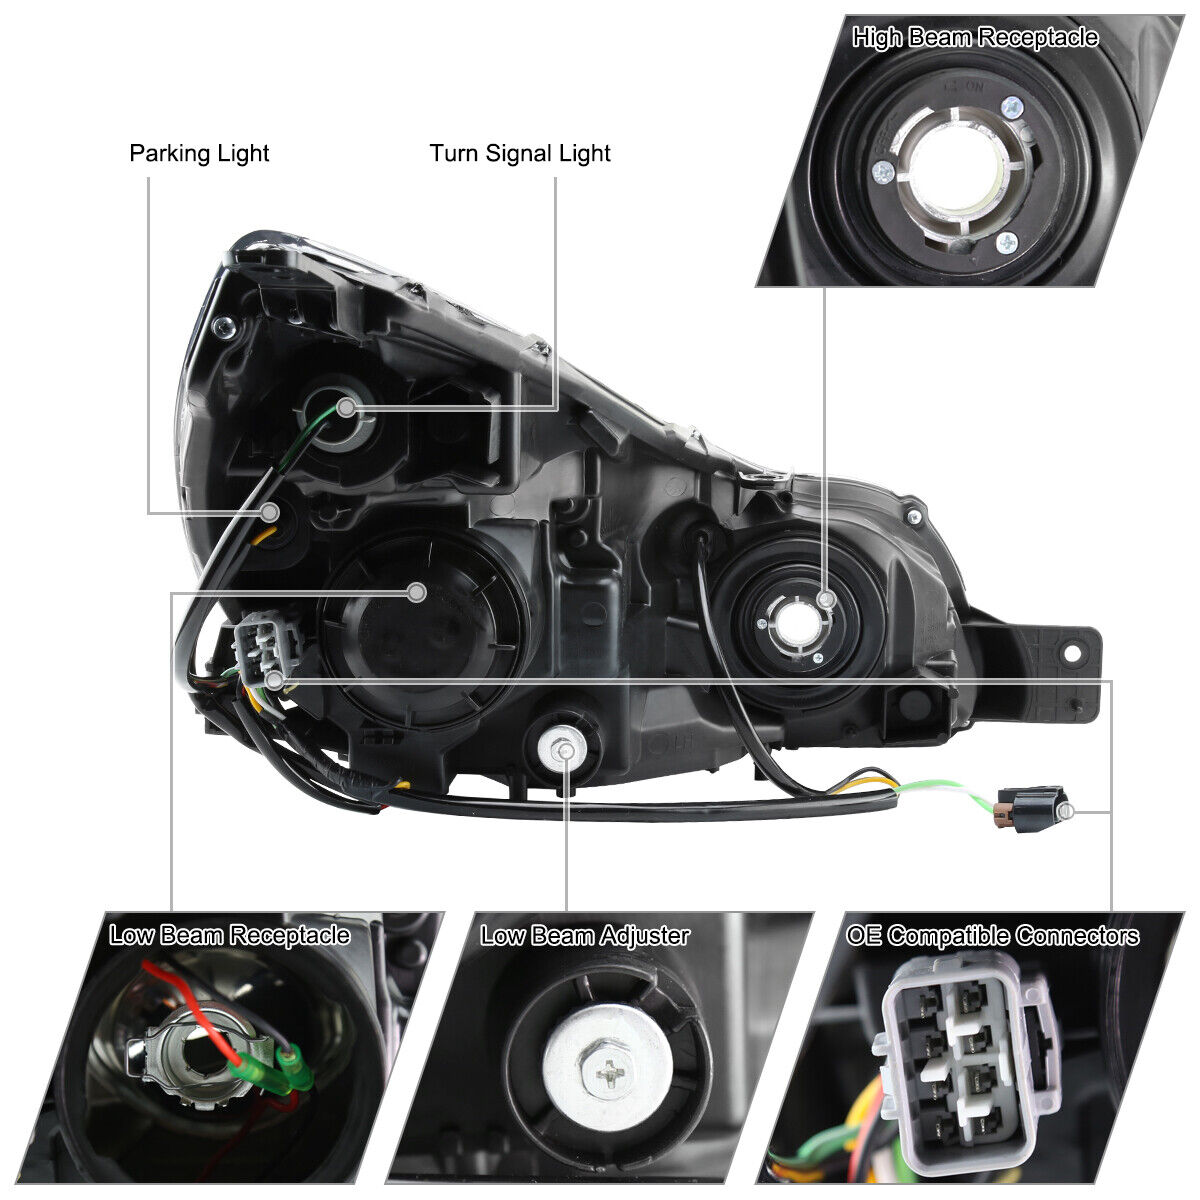 High Beam Receptacle
Parking Light
Turn Signal Light
Low Beam Receptacle
Low Beam Adjuster
OE Compatible Connectors